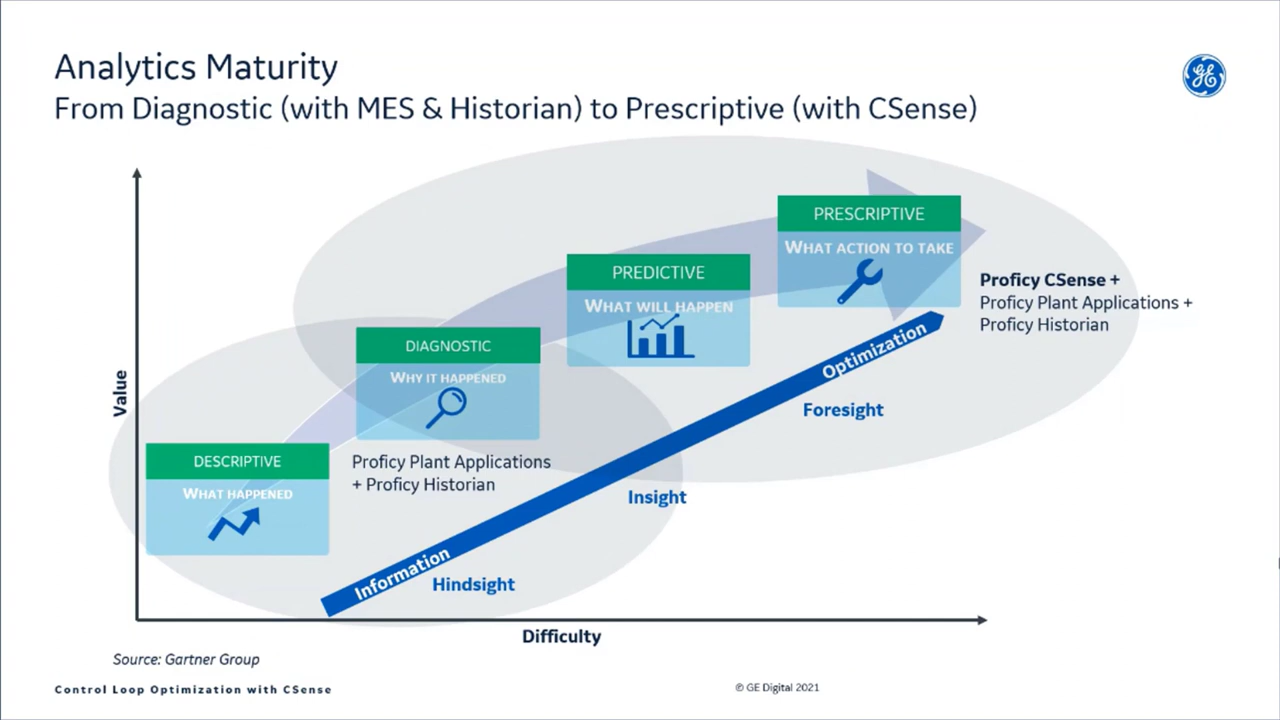 Analytics Maturity
From Diagnostic (with MES & Historian) to Prescriptive (with CSense)
GE
PRESCRIPTIVE
WHAT ACTION TO TAKE
PREDICTIVE
WHAT WILL HAPPEN
Proficy CSense +
Proficy Plant Applications +
Proficy Historian
DIAGNOSTIC
WHY IT HAPPENED
Optimization
Foresight
Value
DESCRIPTIVE
WHAT HAPPENED
Proficy Plant Applications
+ Proficy Historian
Insight
Information
Hindsight
Difficulty
Source: Gartner Group
Control Loop Optimization with CSense
© GE Digital 2021